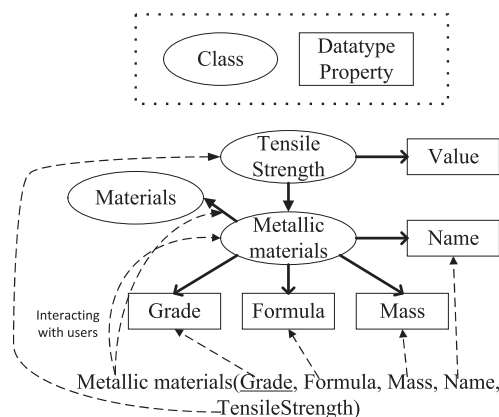 Class
Datatype
Property
Tensile
Strength
Value
Materials
Metallic
materials
Name
Interacting
with users
Grade
Formula
Mass
Metallic materials(Grade, Formula, Mass, Name,
TensileStrength)